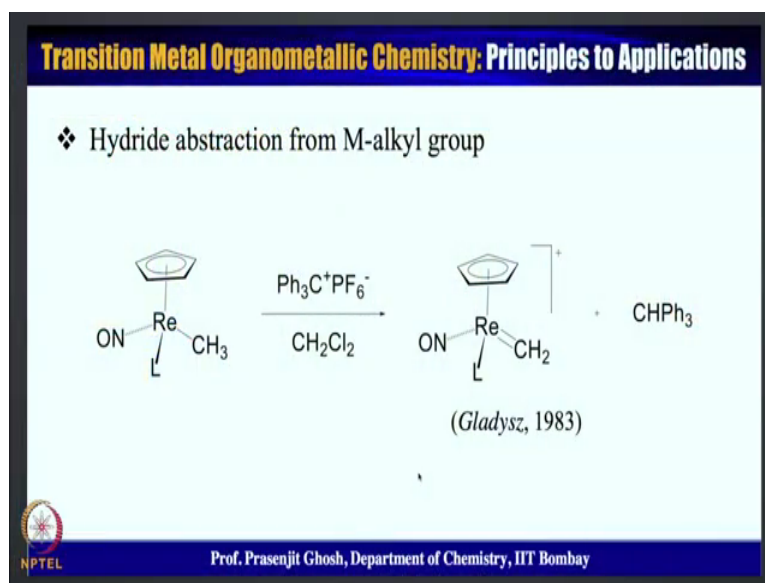 Transition Metal Organometallic Chemistry: Principles to Applications
❖ Hydride abstraction from M-alkyl group
Ph₃C⁺PF₆⁻
CH₂Cl₂
Re
ON
CH₃
L
+
Re
ON
CH₂
L
+
CHPh₃
(Gladysz, 1983)
NPTEL
Prof. Prasenjit Ghosh, Department of Chemistry, IIT Bombay